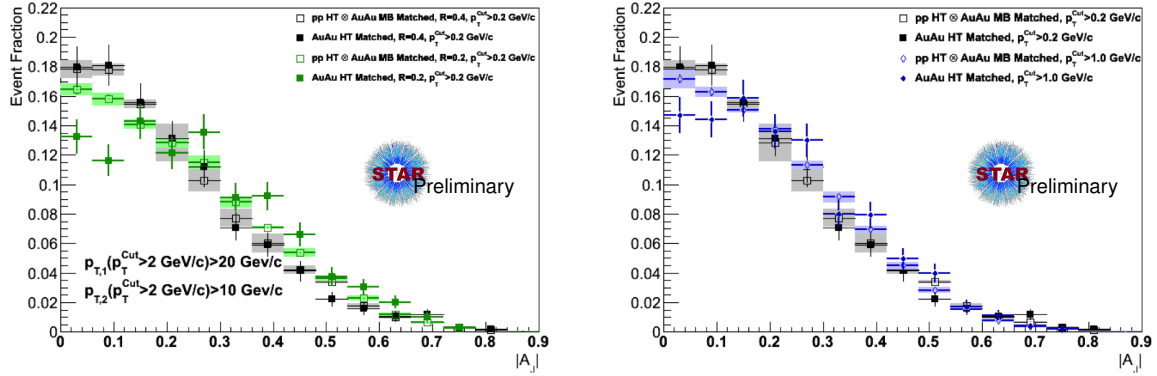 Event Fraction
0.22
0.2
0.18
0.16
0.14
0.12
0.1
0.08
0.06
0.04
0.02
0
pp HT ⊗ AuAu MB Matched, R=0.4, p_T^Cut>0.2 GeV/c
AuAu HT Matched, R=0.4, p_T^Cut>0.2 GeV/c
pp HT ⊗ AuAu MB Matched, R=0.2, p_T^Cut>0.2 GeV/c
AuAu HT Matched, R=0.2, p_T^Cut>0.2 GeV/c
STAR
Preliminary
p_T,1(p_T^Cut>2 GeV/c)>20 Gev/c
p_T,2(p_T^Cut>2 GeV/c)>10 Gev/c
0 0.1 0.2 0.3 0.4 0.5 0.6 0.7 0.8 0.9
|A_J|
Event Fraction
0.22
0.2
0.18
0.16
0.14
0.12
0.1
0.08
0.06
0.04
0.02
0
pp HT ⊗ AuAu MB Matched, p_T^Cut>0.2 GeV/c
AuAu HT Matched, p_T^Cut>0.2 GeV/c
pp HT ⊗ AuAu MB Matched, p_T^Cut>1.0 GeV/c
AuAu HT Matched, p_T^Cut>1.0 GeV/c
STAR
Preliminary
0 0.1 0.2 0.3 0.4 0.5 0.6 0.7 0.8 0.9
|A_J|